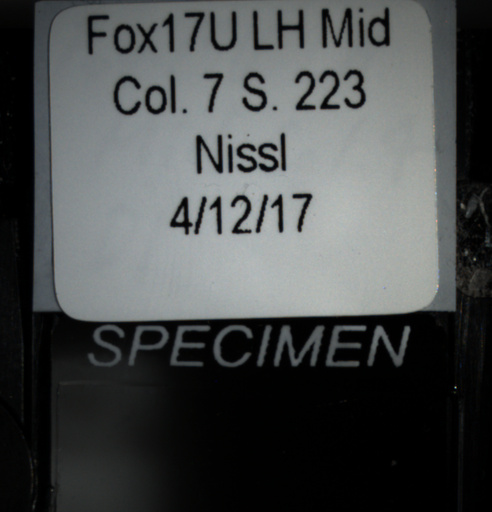 Fox17U LH Mid
Col. 7 S. 223
Nissl
4/12/17
SPECIMEN